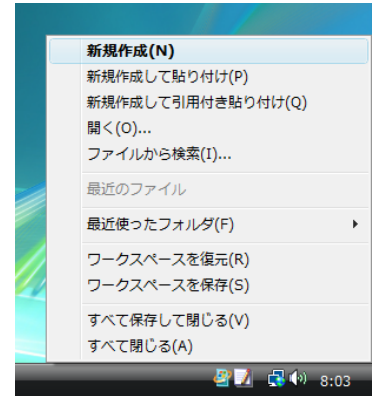 新規作成(N)
新規作成して貼り付け(P)
新規作成して引用付き貼り付け(Q)
開く(O)...
ファイルから検索(I)...
最近のファイル
最近使ったフォルダ(F)
ワークスペースを復元(R)
ワークスペースを保存(S)
すべて保存して閉じる(V)
すべて閉じる(A)
8:03